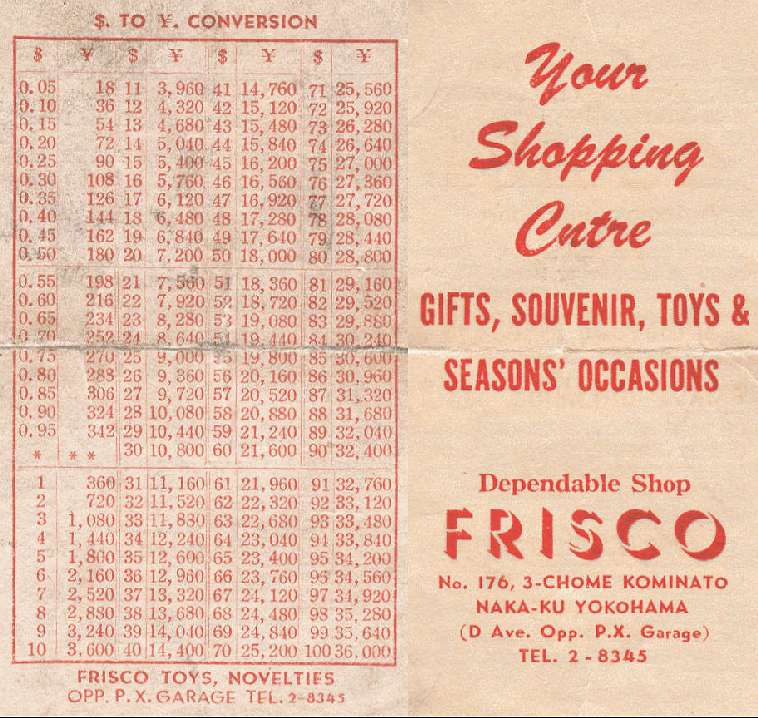 $. TO ¥. CONVERSION
$ ¥ $ ¥ $ ¥ $ ¥
0.05 18 11 3,960 41 14,760 71 25,560
0.10 36 12 4,320 42 15,120 72 25,920
0.15 54 13 4,680 43 15,480 73 26,280
0.20 72 14 5,040 44 15,840 74 26,640
0.25 90 15 5,400 45 16,200 75 27,000
0.30 108 16 5,760 46 16,560 76 27,360
0.35 126 17 6,120 47 16,920 77 27,720
0.40 144 18 6,480 48 17,280 78 28,080
0.45 162 19 6,840 49 17,640 79 28,440
0.50 180 20 7,200 50 18,000 80 28,800
0.55 198 21 7,560 51 18,360 81 29,160
0.60 216 22 7,920 52 18,720 82 29,520
0.65 234 23 8,280 53 19,080 83 29,880
0.70 252 24 8,640 54 19,440 84 30,240
0.75 270 25 9,000 55 19,800 85 30,600
0.80 288 26 9,360 56 20,160 86 30,960
0.85 306 27 9,720 57 20,520 87 31,320
0.90 324 28 10,080 58 20,880 88 31,680
0.95 342 29 10,440 59 21,240 89 32,040
* * * 30 10,800 60 21,600 90 32,400
1 360 31 11,160 61 21,960 91 32,760
2 720 32 11,520 62 22,320 92 33,120
3 1,080 33 11,880 63 22,680 93 33,480
4 1,440 34 12,240 64 23,040 94 33,840
5 1,800 35 12,600 65 23,400 95 34,200
6 2,160 36 12,960 66 23,760 96 34,560
7 2,520 37 13,320 67 24,120 97 34,920
8 2,880 38 13,680 68 24,480 98 35,280
9 3,240 39 14,040 69 24,840 99 35,640
10 3,600 40 14,400 70 25,200 100 36,000
FRISCO TOYS, NOVELTIES
OPP. P.X. GARAGE TEL. 2-8345
Your
Shopping
Cntre
GIFTS, SOUVENIR, TOYS &
SEASONS' OCCASIONS
Dependable Shop
FRISCO
No. 176, 3-CHOME KOMINATO
NAKA-KU YOKOHAMA
(D Ave. Opp. P.X. Garage)
TEL. 2-8345